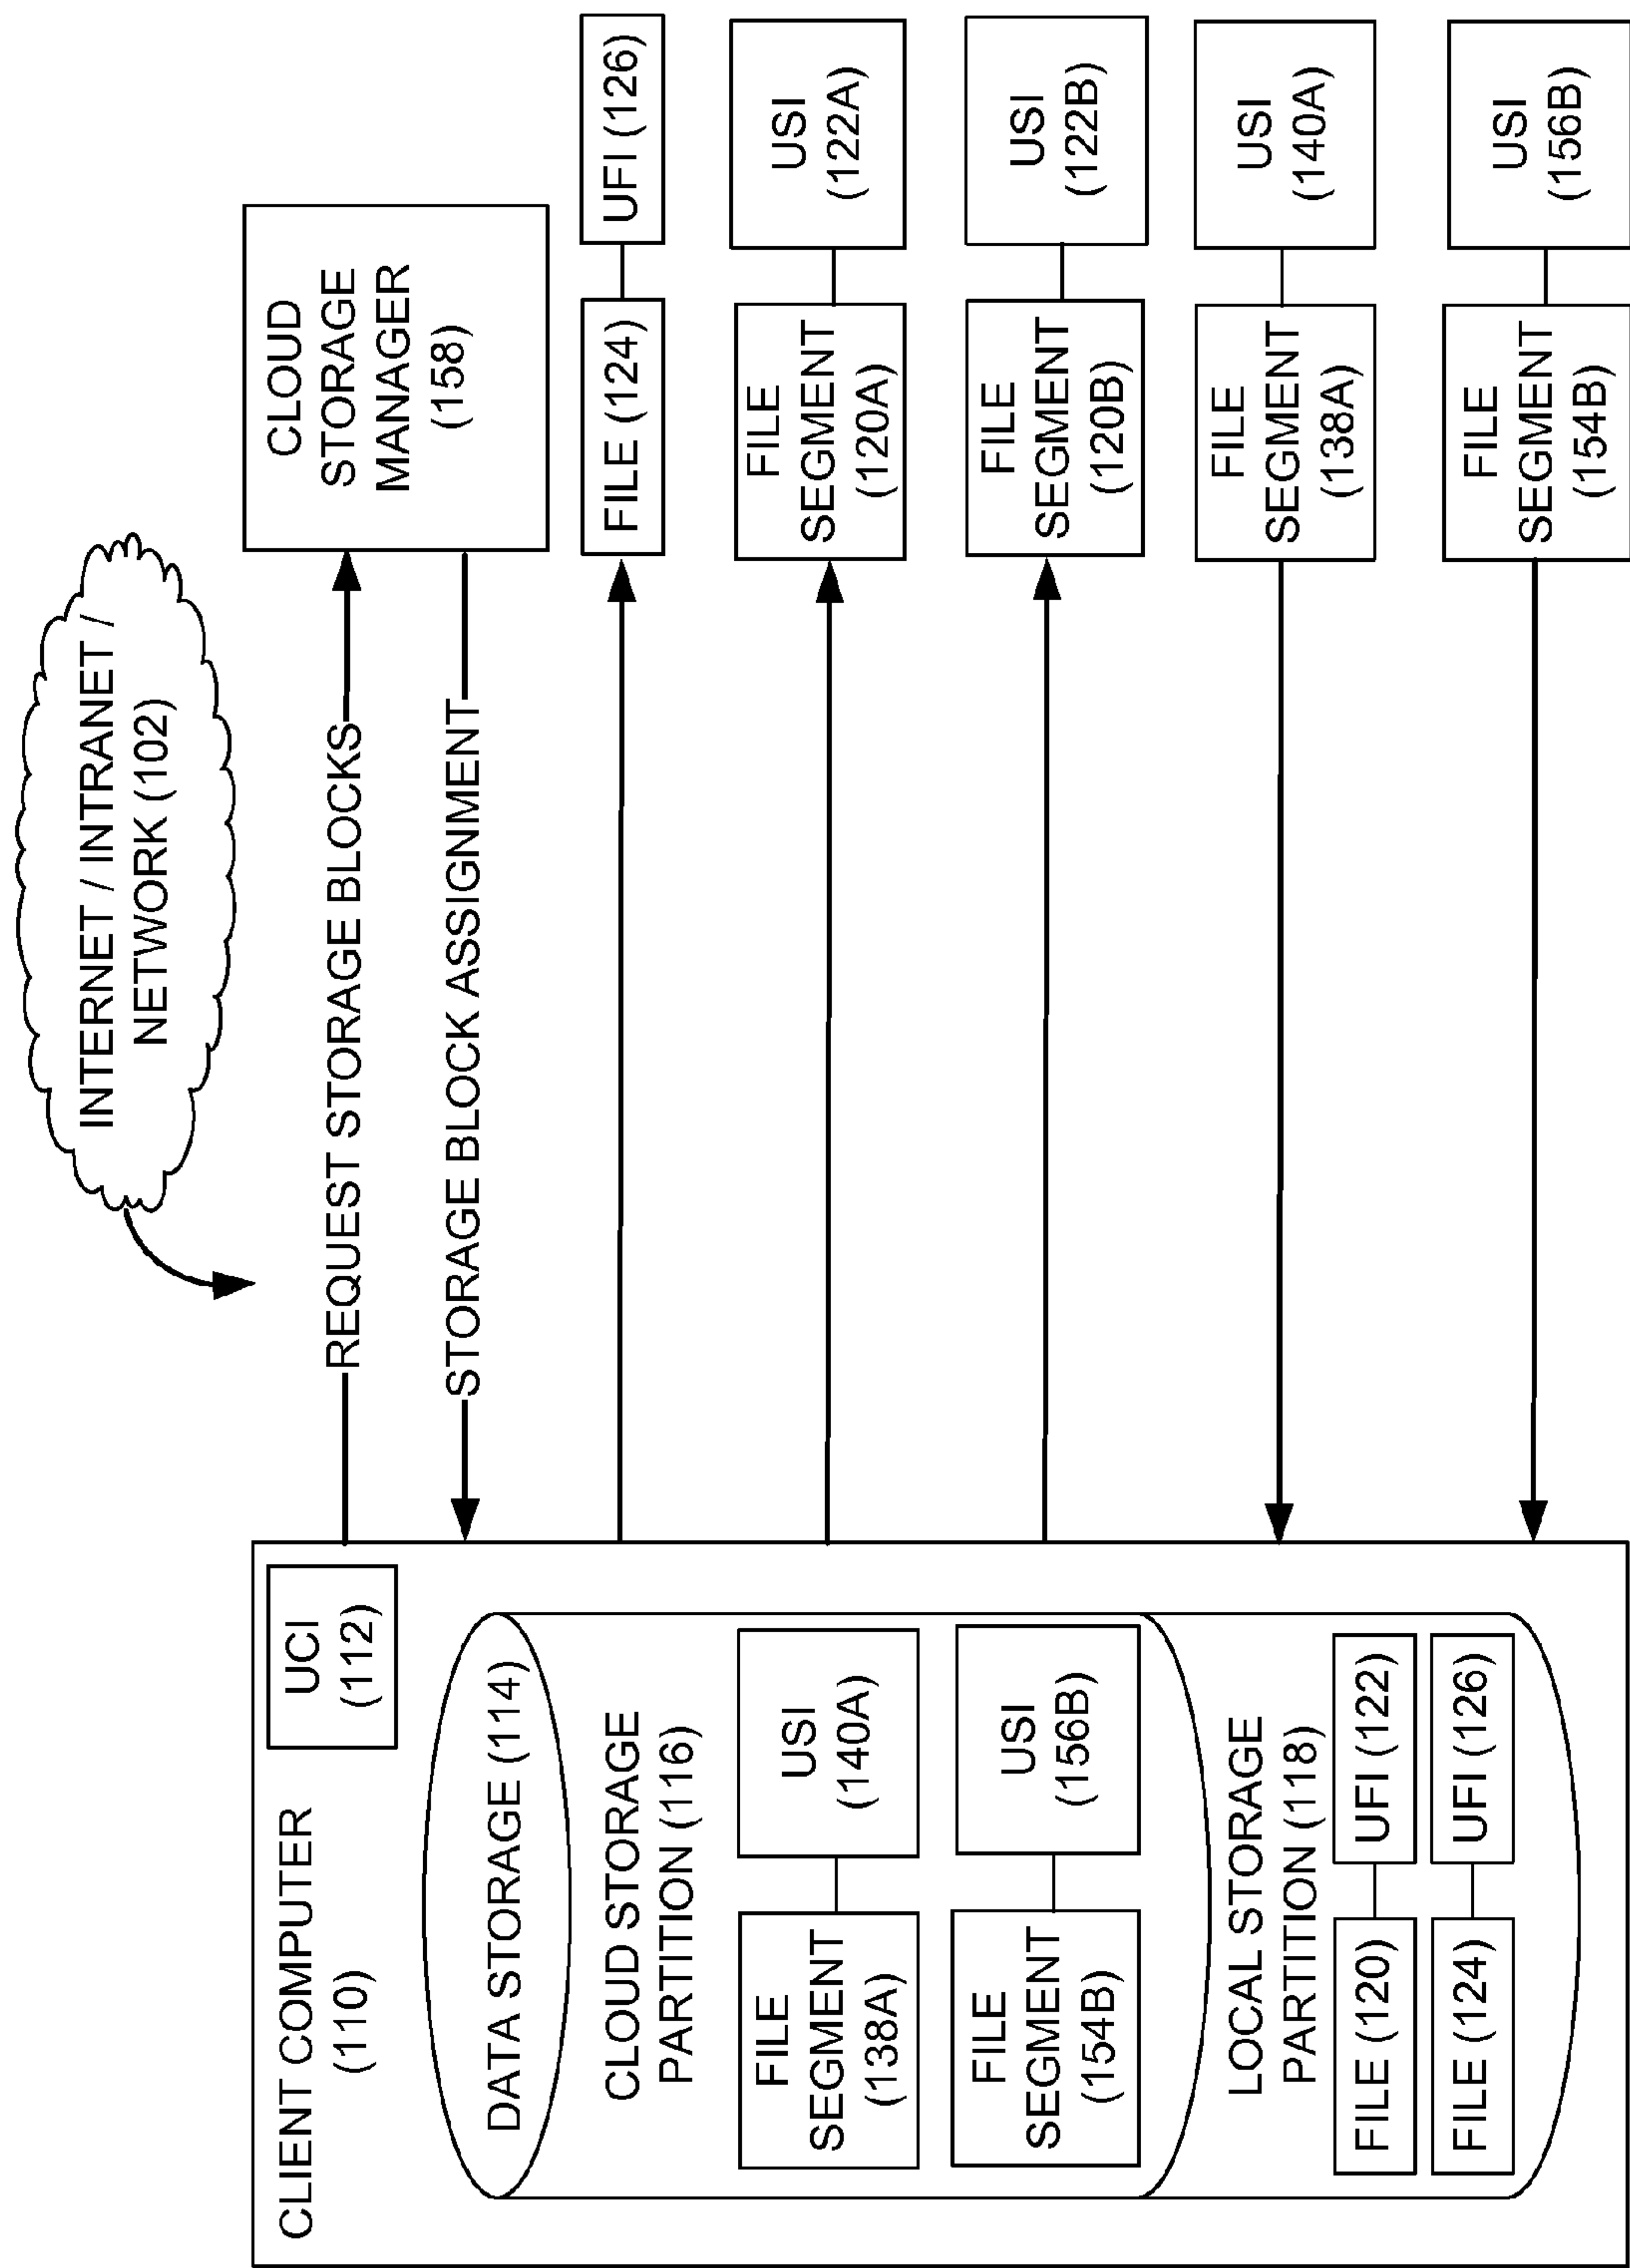 INTERNET / INTRANET /
NETWORK (102)
CLIENT COMPUTER
(110)
UCI
(112)
REQUEST STORAGE BLOCKS
STORAGE BLOCK ASSIGNMENT
CLOUD
STORAGE
MANAGER
(158)
DATA STORAGE (114)
CLOUD STORAGE
PARTITION (116)
FILE
SEGMENT
(138A)
USI
(140A)
FILE
SEGMENT
(154B)
USI
(156B)
LOCAL STORAGE
PARTITION (118)
FILE (120)
UFI (122)
FILE (124)
UFI (126)
FILE (124)
UFI (126)
FILE
SEGMENT
(120A)
USI
(122A)
FILE
SEGMENT
(120B)
USI
(122B)
FILE
SEGMENT
(138A)
USI
(140A)
FILE
SEGMENT
(154B)
USI
(156B)